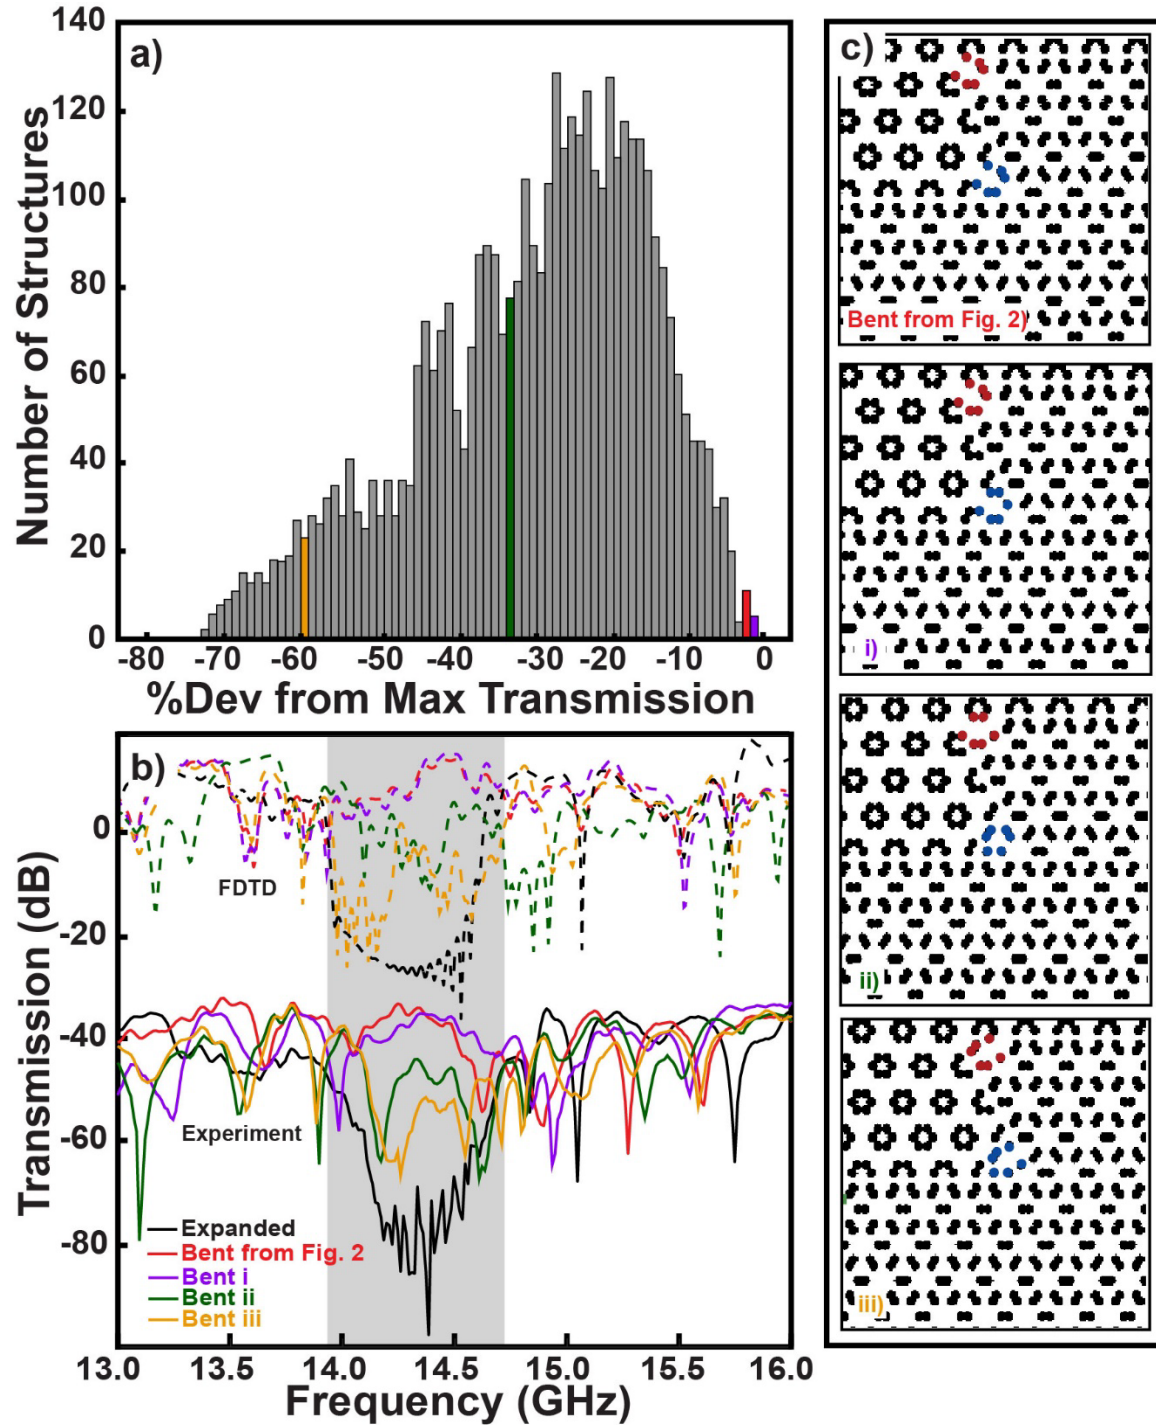 a)
Number of Structures
140
120
100
80
60
40
20
0
-80 -70 -60 -50 -40 -30 -20 -10 0
%Dev from Max Transmission
b)
Transmission (dB)
0
-20
-40
-60
-80
FDTD
Experiment
Expanded
Bent from Fig. 2
Bent i
Bent ii
Bent iii
13.0 13.5 14.0 14.5 15.0 15.5 16.0
Frequency (GHz)
c)
Bent from Fig. 2)
i)
ii)
iii)